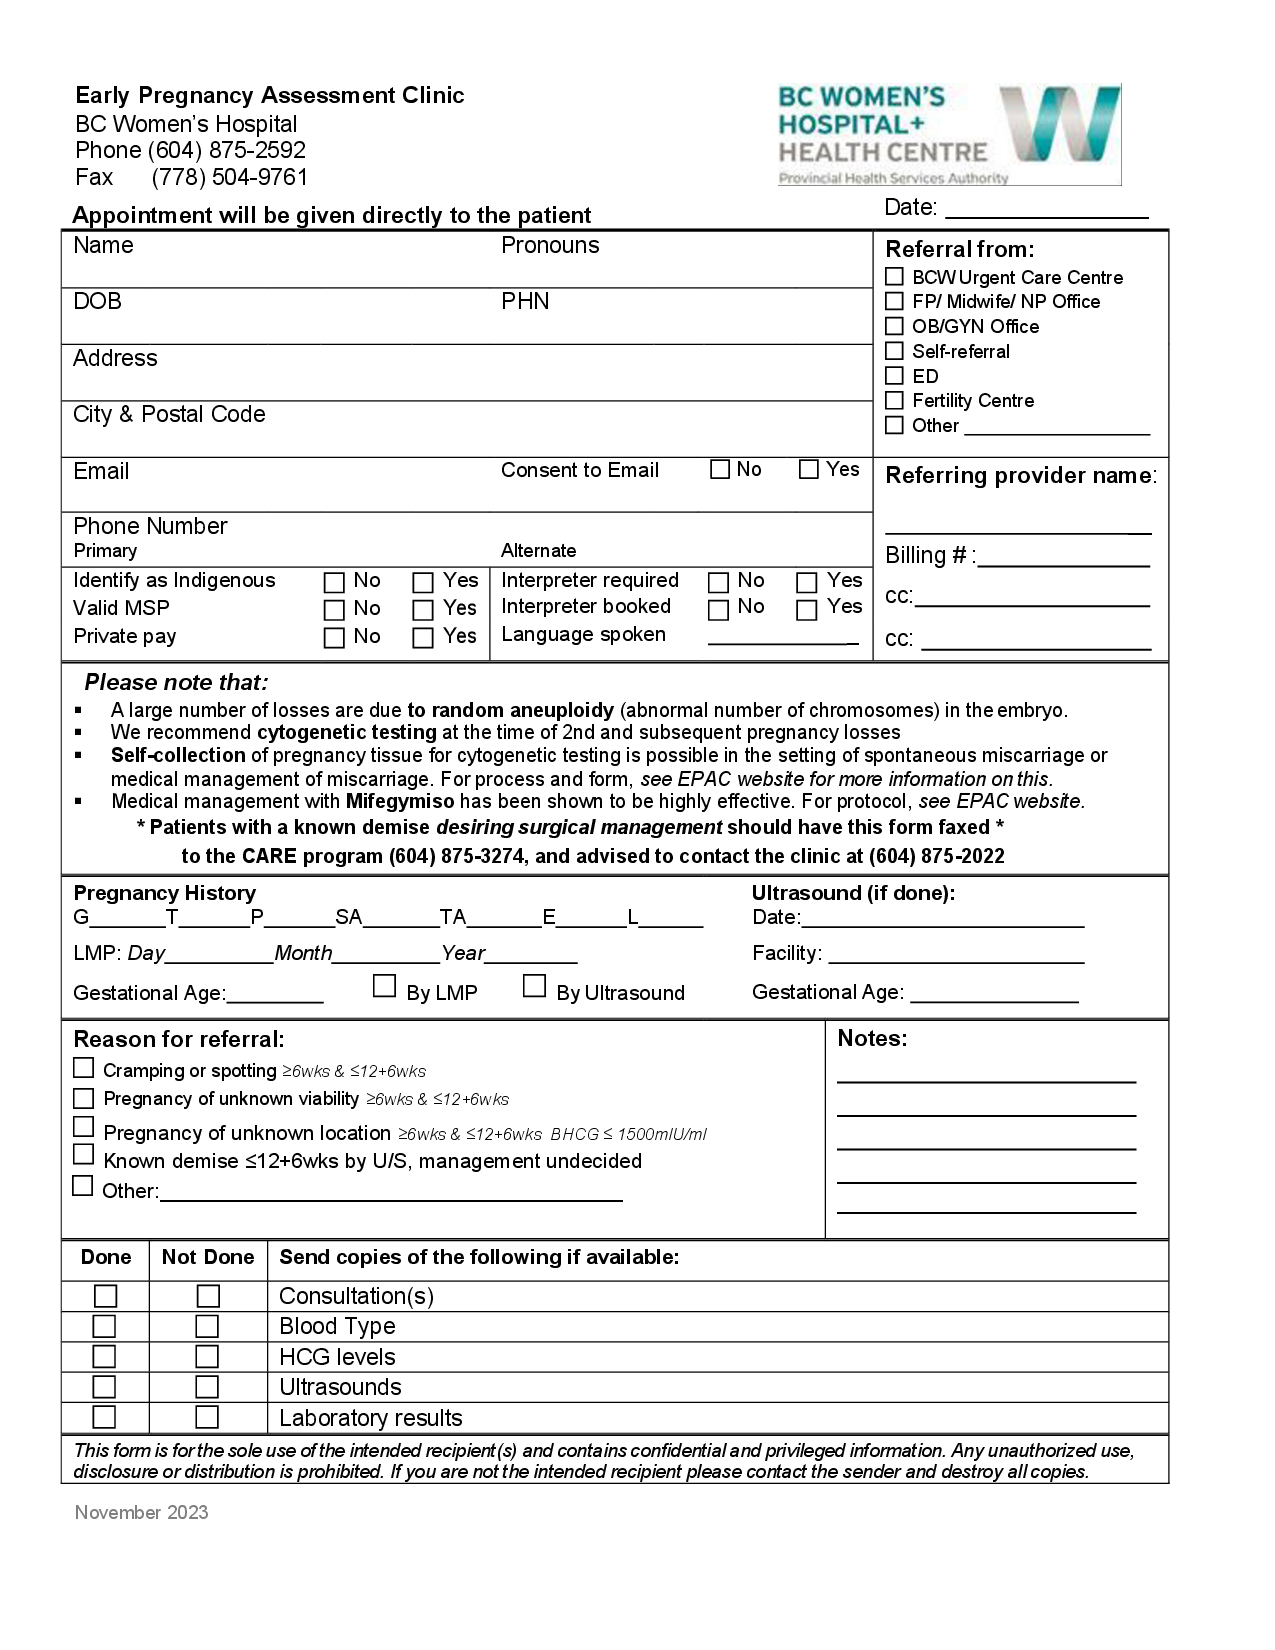 Early Pregnancy Assessment Clinic
BC Women's Hospital
Phone (604) 875-2592
Fax (778) 504-9761
BC WOMEN'S
HOSPITAL+
HEALTH CENTRE
Provincial Health Services Authority
Appointment will be given directly to the patient
Date: ________________
Name Pronouns
DOB PHN
Address
City & Postal Code
Referral from:
☐ BCW Urgent Care Centre
☐ FP/ Midwife/ NP Office
☐ OB/GYN Office
☐ Self-referral
☐ ED
☐ Fertility Centre
☐ Other ________________
Email Consent to Email ☐ No ☐ Yes
Phone Number
Primary Alternate
Identify as Indigenous ☐ No ☐ Yes
Valid MSP ☐ No ☐ Yes
Private pay ☐ No ☐ Yes
Interpreter required ☐ No ☐ Yes
Interpreter booked ☐ No ☐ Yes
Language spoken ____________
Referring provider name:
______________________
Billing # :______________
cc:____________________
cc: ___________________
Please note that:
▪ A large number of losses are due to random aneuploidy (abnormal number of chromosomes) in the embryo.
▪ We recommend cytogenetic testing at the time of 2nd and subsequent pregnancy losses
▪ Self-collection of pregnancy tissue for cytogenetic testing is possible in the setting of spontaneous miscarriage or
medical management of miscarriage. For process and form, see EPAC website for more information on this.
▪ Medical management with Mifegymiso has been shown to be highly effective. For protocol, see EPAC website.
* Patients with a known demise desiring surgical management should have this form faxed *
to the CARE program (604) 875-3274, and advised to contact the clinic at (604) 875-2022
Pregnancy History
G_______T______P______SA_______TA_______E______L______
LMP: Day__________Month__________Year_________
Gestational Age:_________ ☐ By LMP ☐ By Ultrasound
Ultrasound (if done):
Date:__________________________
Facility: ________________________
Gestational Age: ________________
Reason for referral:
☐ Cramping or spotting ≥6wks & ≤12+6wks
☐ Pregnancy of unknown viability ≥6wks & ≤12+6wks
☐ Pregnancy of unknown location ≥6wks & ≤12+6wks BHCG ≤ 1500mIU/ml
☐ Known demise ≤12+6wks by U/S, management undecided
☐ Other:__________________________________________
Notes:
Done Not Done Send copies of the following if available:
☐ ☐ Consultation(s)
☐ ☐ Blood Type
☐ ☐ HCG levels
☐ ☐ Ultrasounds
☐ ☐ Laboratory results
This form is for the sole use of the intended recipient(s) and contains confidential and privileged information. Any unauthorized use,
disclosure or distribution is prohibited. If you are not the intended recipient please contact the sender and destroy all copies.
November 2023